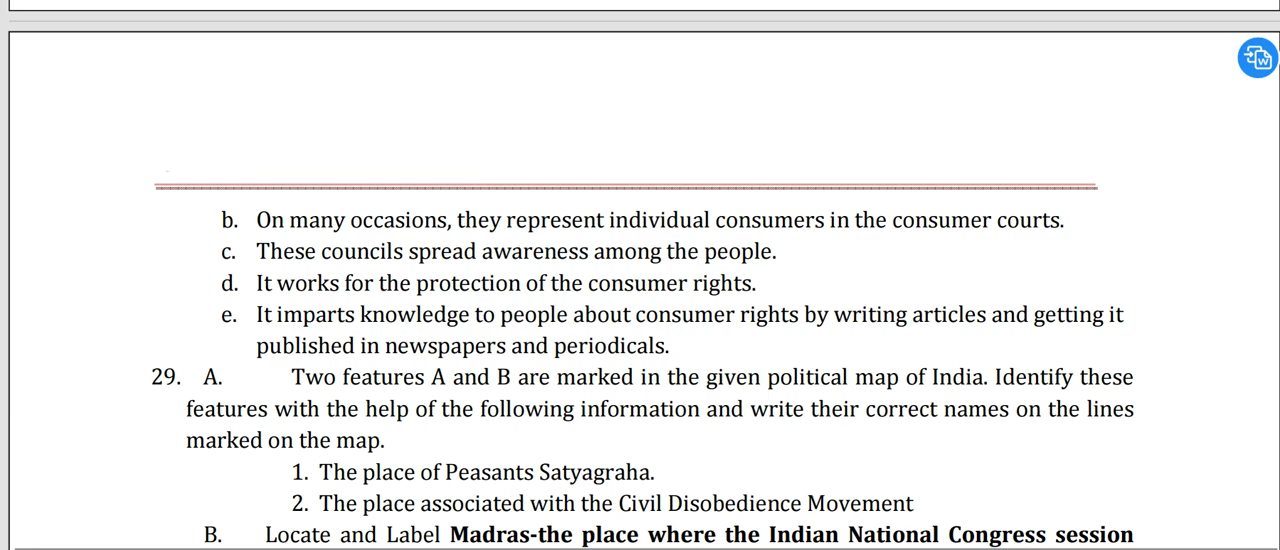 b. On many occasions, they represent individual consumers in the consumer courts.
c. These councils spread awareness among the people.
d. It works for the protection of the consumer rights.
e. It imparts knowledge to people about consumer rights by writing articles and getting it
published in newspapers and periodicals.
29. A. Two features A and B are marked in the given political map of India. Identify these
features with the help of the following information and write their correct names on the lines
marked on the map.
1. The place of Peasants Satyagraha.
2. The place associated with the Civil Disobedience Movement
B. Locate and Label Madras-the place where the Indian National Congress session